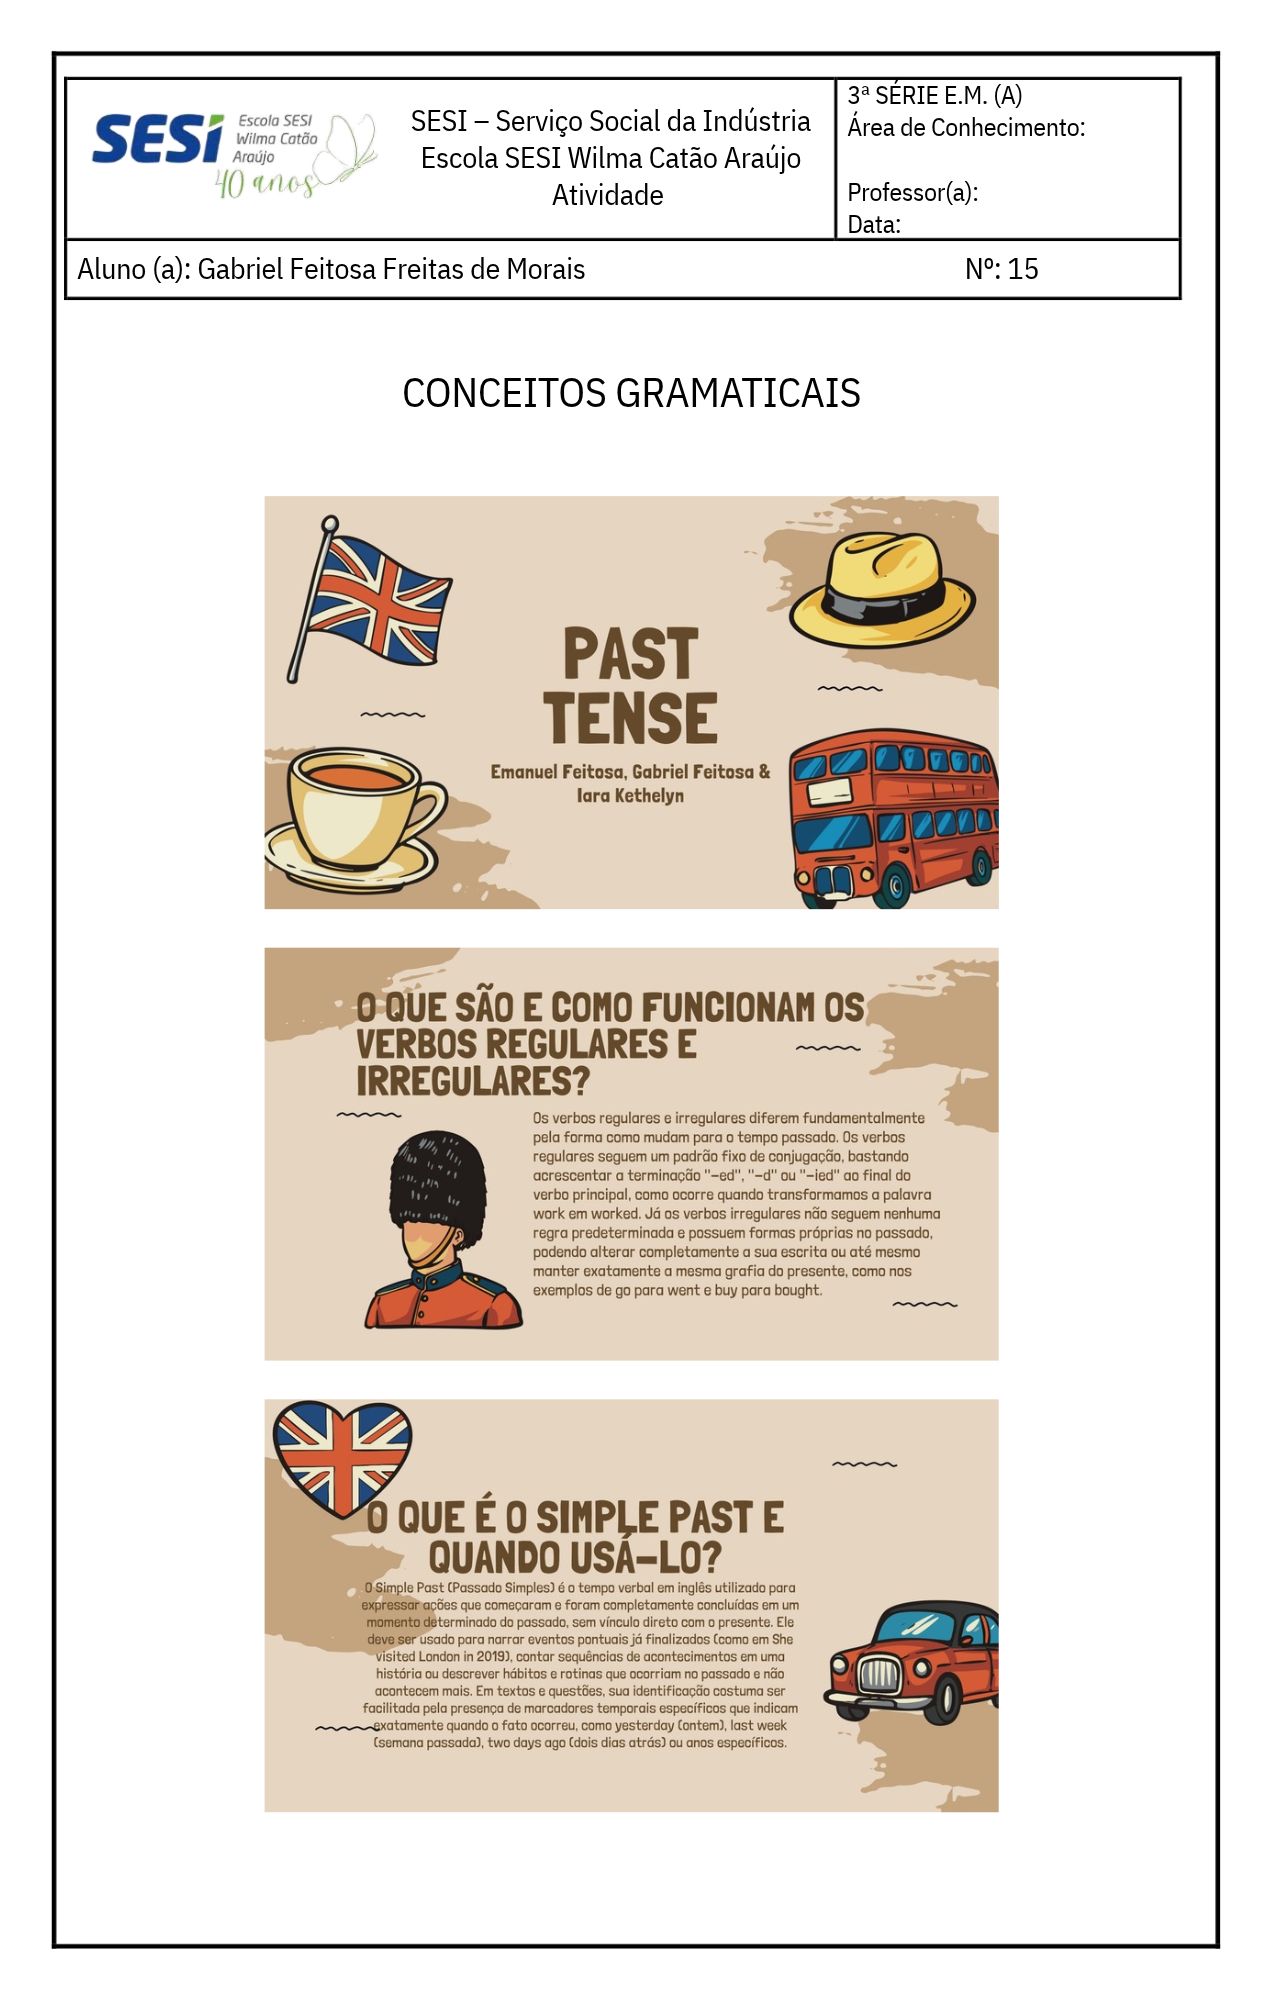 SESI
Escola SESI
Wilma Catão
Araújo
40 anos
SESI – Serviço Social da Indústria
Escola SESI Wilma Catão Araújo
Atividade
3ª SÉRIE E.M. (A)
Área de Conhecimento:
Professor(a):
Data:
Aluno (a): Gabriel Feitosa Freitas de Morais Nº: 15
CONCEITOS GRAMATICAIS
PAST
TENSE
Emanuel Feitosa, Gabriel Feitosa &
Iara Kethelyn
O QUE SÃO E COMO FUNCIONAM OS
VERBOS REGULARES E
IRREGULARES?
Os verbos regulares e irregulares diferem fundamentalmente
pela forma como mudam para o tempo passado. Os verbos
regulares seguem um padrão fixo de conjugação, bastando
acrescentar a terminação "-ed", "-d" ou "-ied" ao final do
verbo principal, como ocorre quando transformamos a palavra
work em worked. Já os verbos irregulares não seguem nenhuma
regra predeterminada e possuem formas próprias no passado,
podendo alterar completamente a sua escrita ou até mesmo
manter exatamente a mesma grafia do presente, como nos
exemplos de go para went e buy para bought.
O QUE É O SIMPLE PAST E
QUANDO USÁ-LO?
O Simple Past (Passado Simples) é o tempo verbal em inglês utilizado para
expressar ações que começaram e foram completamente concluídas em um
momento determinado do passado, sem vínculo direto com o presente. Ele
deve ser usado para narrar eventos pontuais já finalizados (como em She
visited London in 2019), contar sequências de acontecimentos em uma
história ou descrever hábitos e rotinas que ocorriam no passado e não
acontecem mais. Em textos e questões, sua identificação costuma ser
facilitada pela presença de marcadores temporais específicos que indicam
exatamente quando o fato ocorreu, como yesterday (ontem), last week
(semana passada), two days ago (dois dias atrás) ou anos específicos.